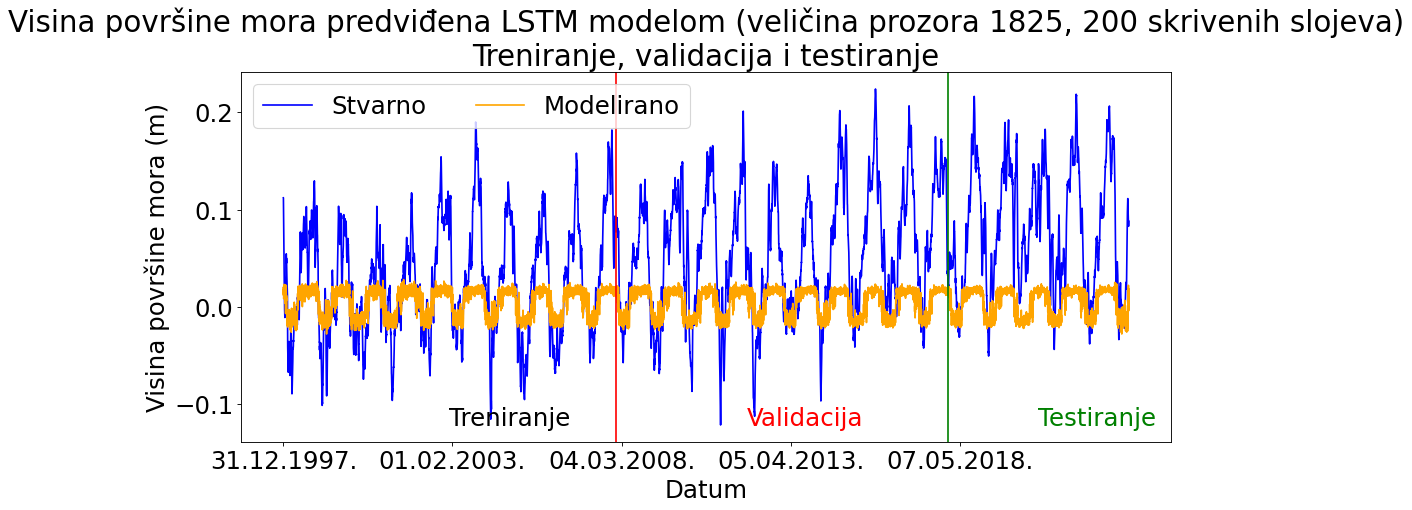 Visina površine mora predviđena LSTM modelom (veličina prozora 1825, 200 skrivenih slojeva)
Treniranje, validacija i testiranje
Stvarno
Modelirano
Visina površine mora (m)
0.2
0.1
0.0
−0.1
Treniranje
Validacija
Testiranje
31.12.1997.
01.02.2003.
04.03.2008.
05.04.2013.
07.05.2018.
Datum